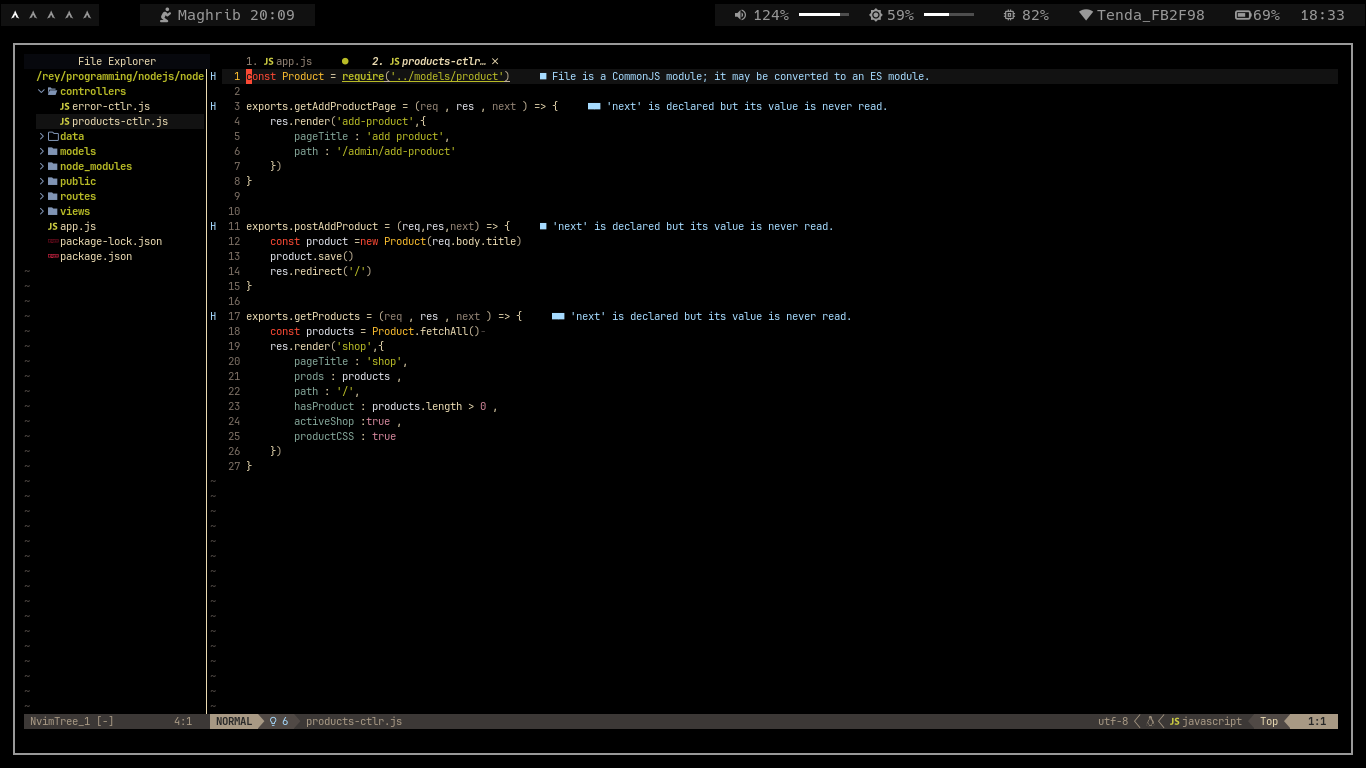 Maghrib 20:09 124% 59% 82% Tenda_FB2F98 69% 18:33
File Explorer
/rey/programming/nodejs/node
controllers
JS error-ctlr.js
JS products-ctlr.js
data
models
node_modules
public
routes
views
JS app.js
package-lock.json
package.json
NvimTree_1 [-] 4:1
1. JS app.js ● 2. JS products-ctlr… ×
H 1 const Product = require('../models/product') ■ File is a CommonJS module; it may be converted to an ES module.
2
H 3 exports.getAddProductPage = (req , res , next ) => { ■■ 'next' is declared but its value is never read.
4 res.render('add-product',{
5 pageTitle : 'add product',
6 path : '/admin/add-product'
7 })
8 }
9
10
H 11 exports.postAddProduct = (req,res,next) => { ■ 'next' is declared but its value is never read.
12 const product =new Product(req.body.title)
13 product.save()
14 res.redirect('/')
15 }
16
H 17 exports.getProducts = (req , res , next ) => { ■■ 'next' is declared but its value is never read.
18 const products = Product.fetchAll()-
19 res.render('shop',{
20 pageTitle : 'shop',
21 prods : products ,
22 path : '/',
23 hasProduct : products.length > 0 ,
24 activeShop :true ,
25 productCSS : true
26 })
27 }
NORMAL 6 products-ctlr.js utf-8 JS javascript Top 1:1